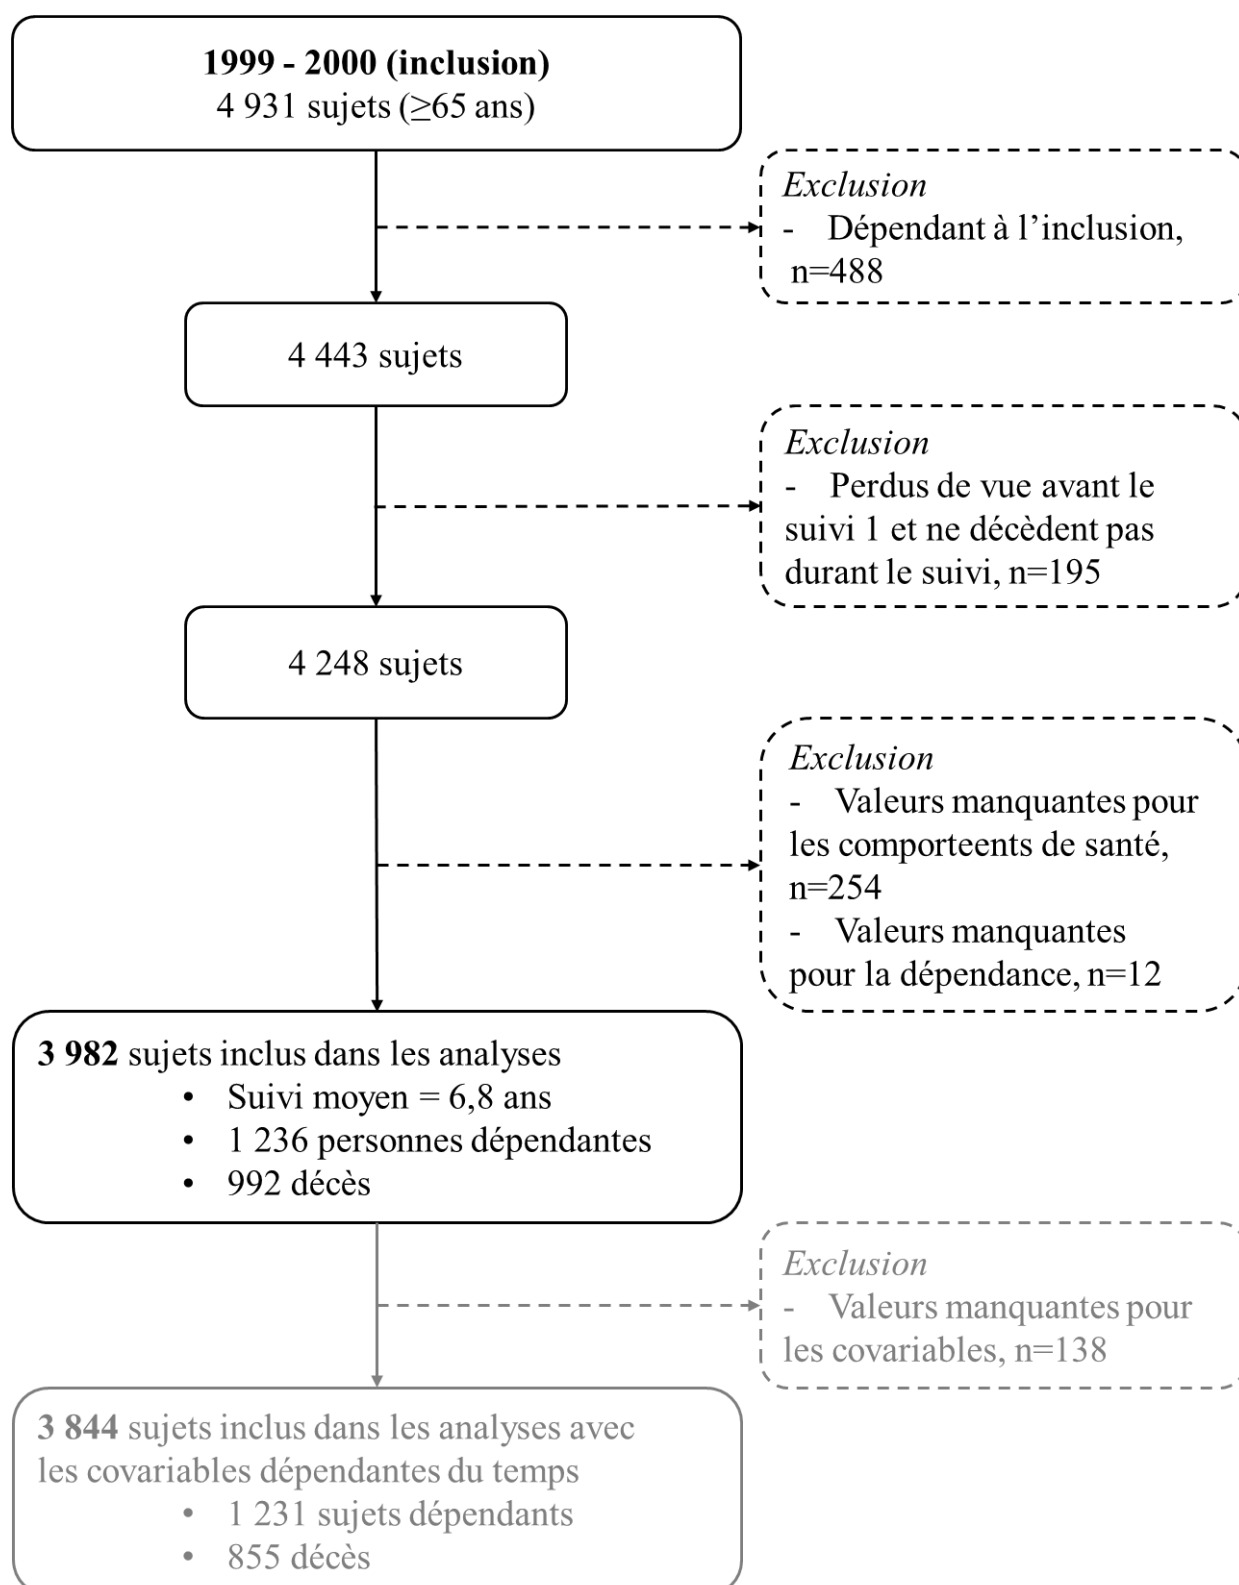 1999 - 2000 (inclusion)
4 931 sujets (≥65 ans)
Exclusion
- Dépendant à l’inclusion,
n=488
4 443 sujets
Exclusion
- Perdus de vue avant le
suivi 1 et ne décèdent pas
durant le suivi, n=195
4 248 sujets
Exclusion
- Valeurs manquantes pour
les comporteents de santé,
n=254
- Valeurs manquantes
pour la dépendance, n=12
3 982 sujets inclus dans les analyses
• Suivi moyen = 6,8 ans
• 1 236 personnes dépendantes
• 992 décès
Exclusion
- Valeurs manquantes pour
les covariables, n=138
3 844 sujets inclus dans les analyses avec
les covariables dépendantes du temps
• 1 231 sujets dépendants
• 855 décès